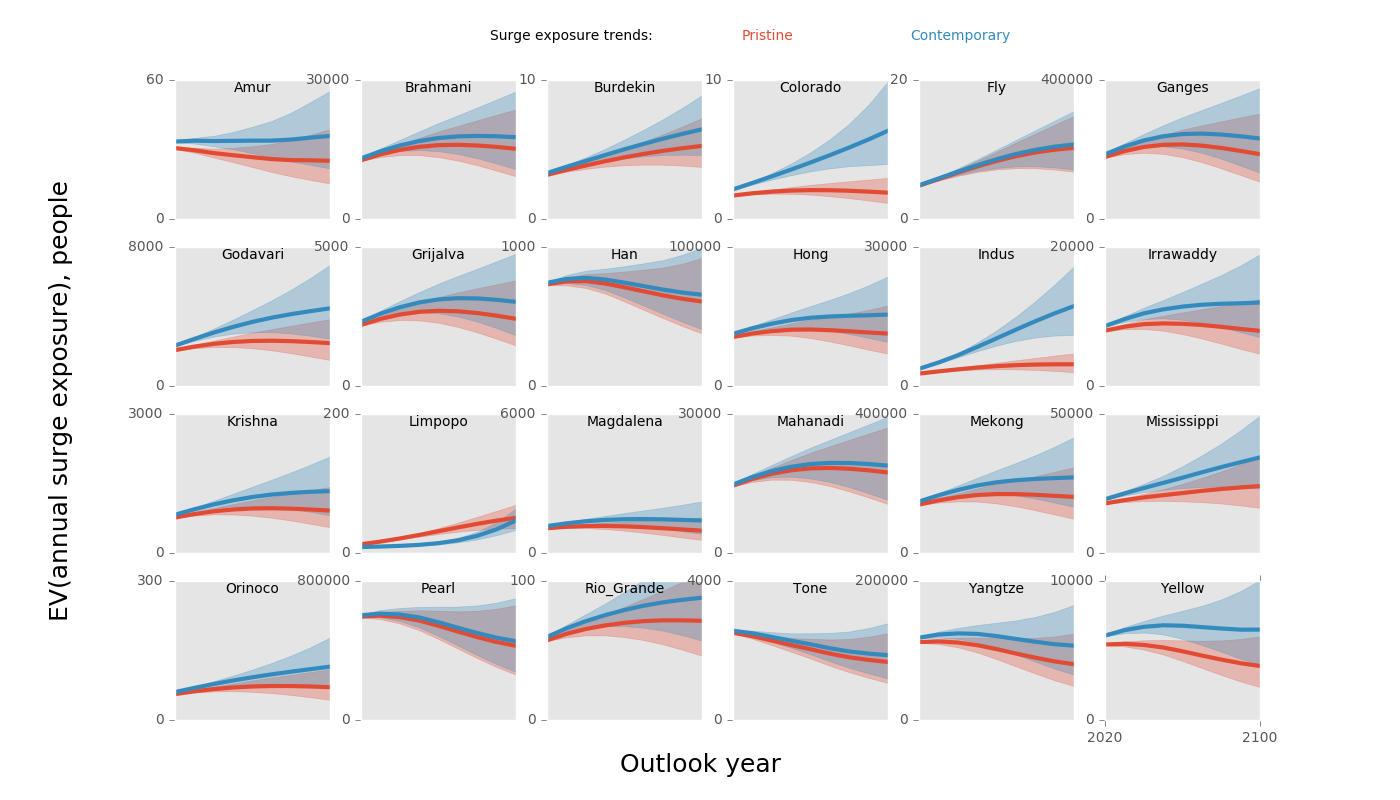 Surge exposure trends: Pristine Contemporary
60 30000 10 10 20 400000
Amur Brahmani Burdekin Colorado Fly Ganges
0 0 0 0 0 0
8000 5000 1000 100000 30000 20000
Godavari Grijalva Han Hong Indus Irrawaddy
0 0 0 0 0 0
3000 200 6000 30000 400000 50000
Krishna Limpopo Magdalena Mahanadi Mekong Mississippi
0 0 0 0 0 0
300 800000 100 4000 200000 10000
Orinoco Pearl Rio_Grande Tone Yangtze Yellow
0 0 0 0 0 0
2020 2100
EV(annual surge exposure), people
Outlook year